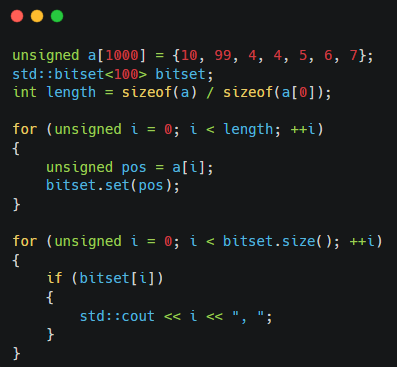 unsigned a[1000] = {10, 99, 4, 4, 5, 6, 7};
std::bitset<100> bitset;
int length = sizeof(a) / sizeof(a[0]);

for (unsigned i = 0; i < length; ++i)
{
    unsigned pos = a[i];
    bitset.set(pos);
}

for (unsigned i = 0; i < bitset.size(); ++i)
{
    if (bitset[i])
    {
        std::cout << i << ", ";
    }
}